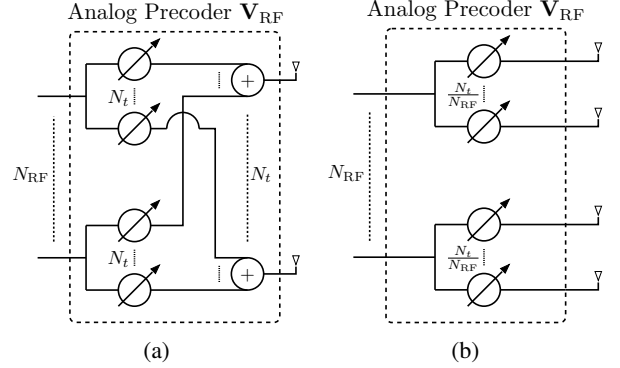 Analog Precoder V_RF
N_t
N_RF
N_t
N_t
+
+
(a)
Analog Precoder V_RF
N_t/N_RF
N_RF
N_t/N_RF
(b)